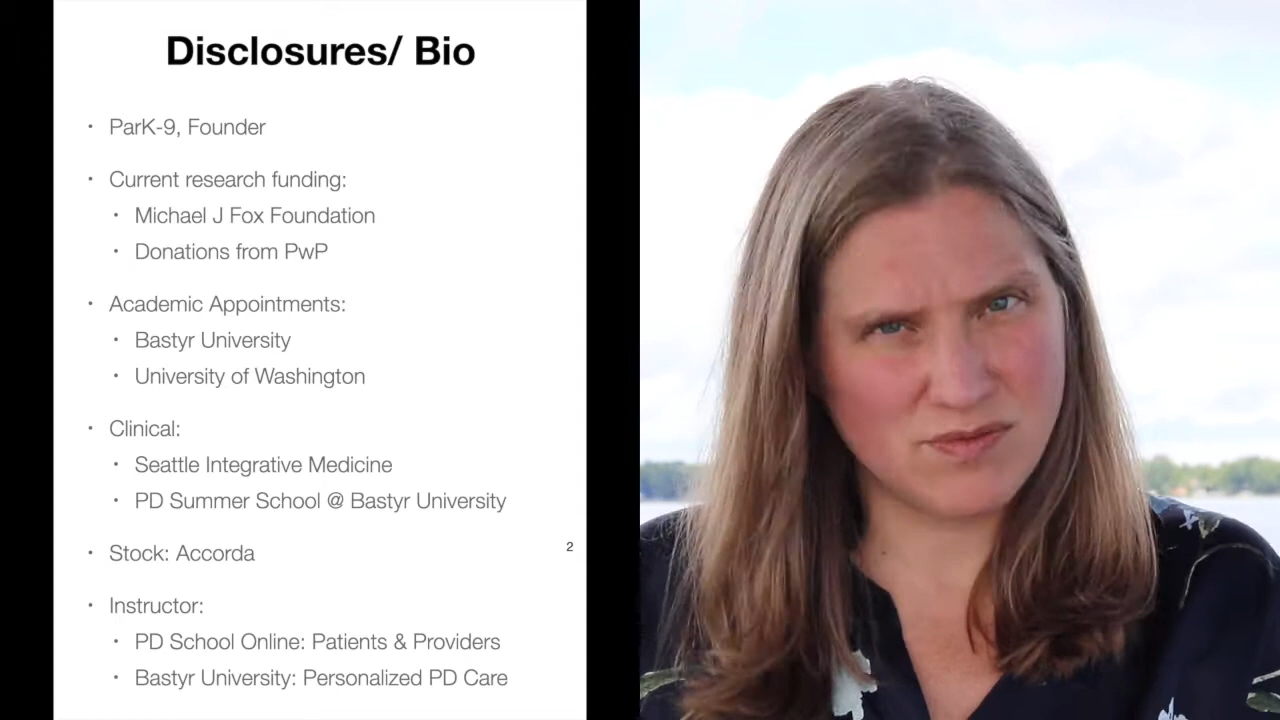 Disclosures/ Bio
• ParK-9, Founder
• Current research funding:
• Michael J Fox Foundation
• Donations from PwP
• Academic Appointments:
• Bastyr University
• University of Washington
• Clinical:
• Seattle Integrative Medicine
• PD Summer School @ Bastyr University
• Stock: Accorda
2
• Instructor:
• PD School Online: Patients & Providers
• Bastyr University: Personalized PD Care